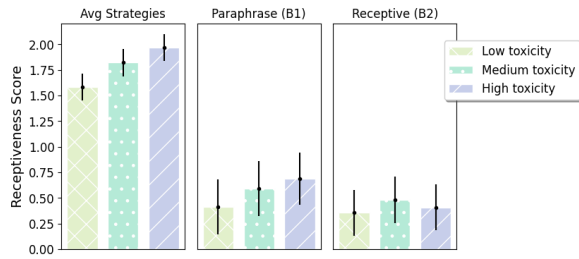 Avg Strategies
Paraphrase (B1)
Receptive (B2)
Receptiveness Score
2.00
1.75
1.50
1.25
1.00
0.75
0.50
0.25
0.00
Low toxicity
Medium toxicity
High toxicity